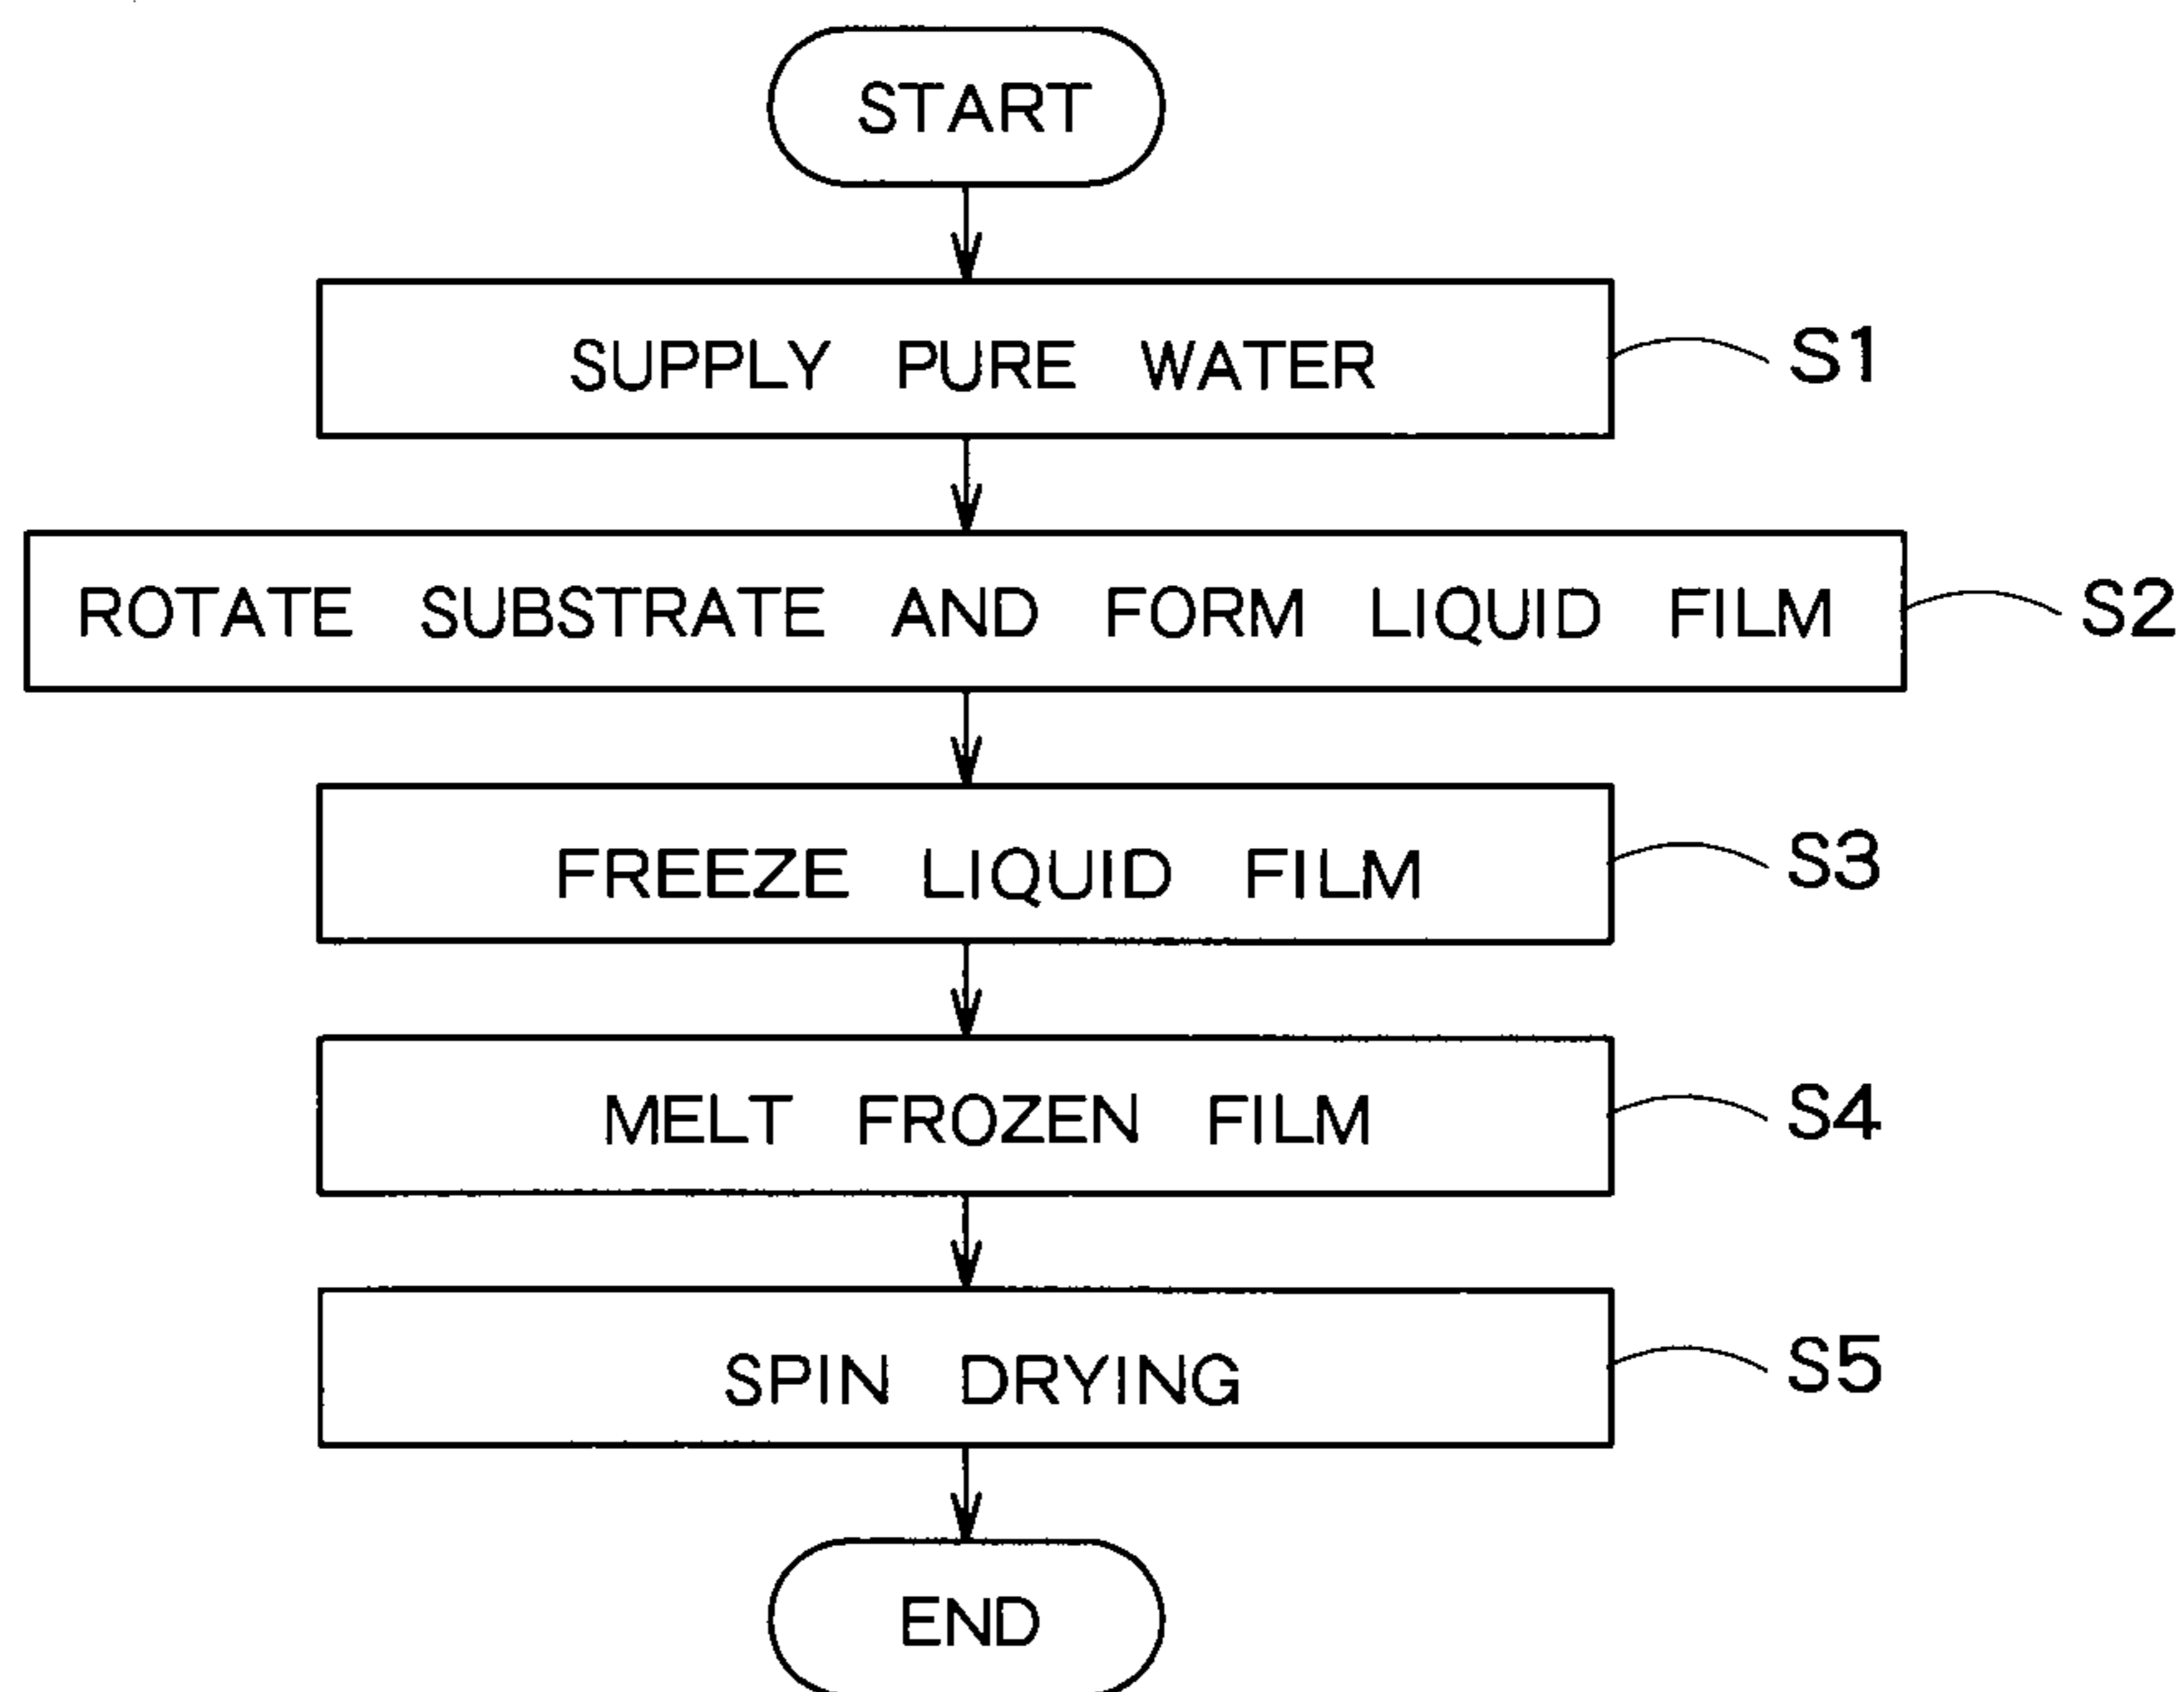 START
SUPPLY PURE WATER S1
ROTATE SUBSTRATE AND FORM LIQUID FILM S2
FREEZE LIQUID FILM S3
MELT FROZEN FILM S4
SPIN DRYING S5
END